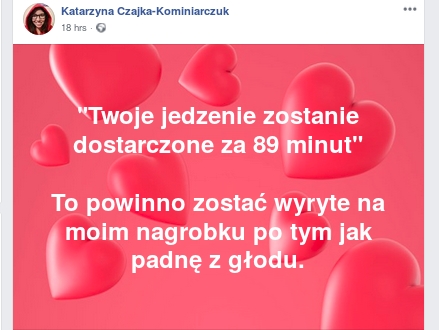 Katarzyna Czajka-Kominiarczuk
18 hrs ·
"Twoje jedzenie zostanie
dostarczone za 89 minut"
To powinno zostać wyryte na
moim nagrobku po tym jak
padnę z głodu.